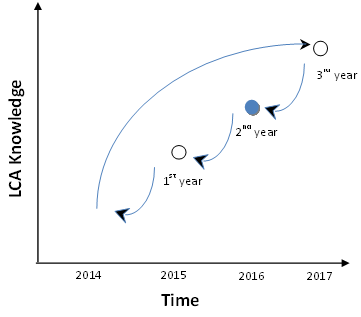 LCA Knowledge
3rd year
2nd year
1st year
2014 2015 2016 2017
Time